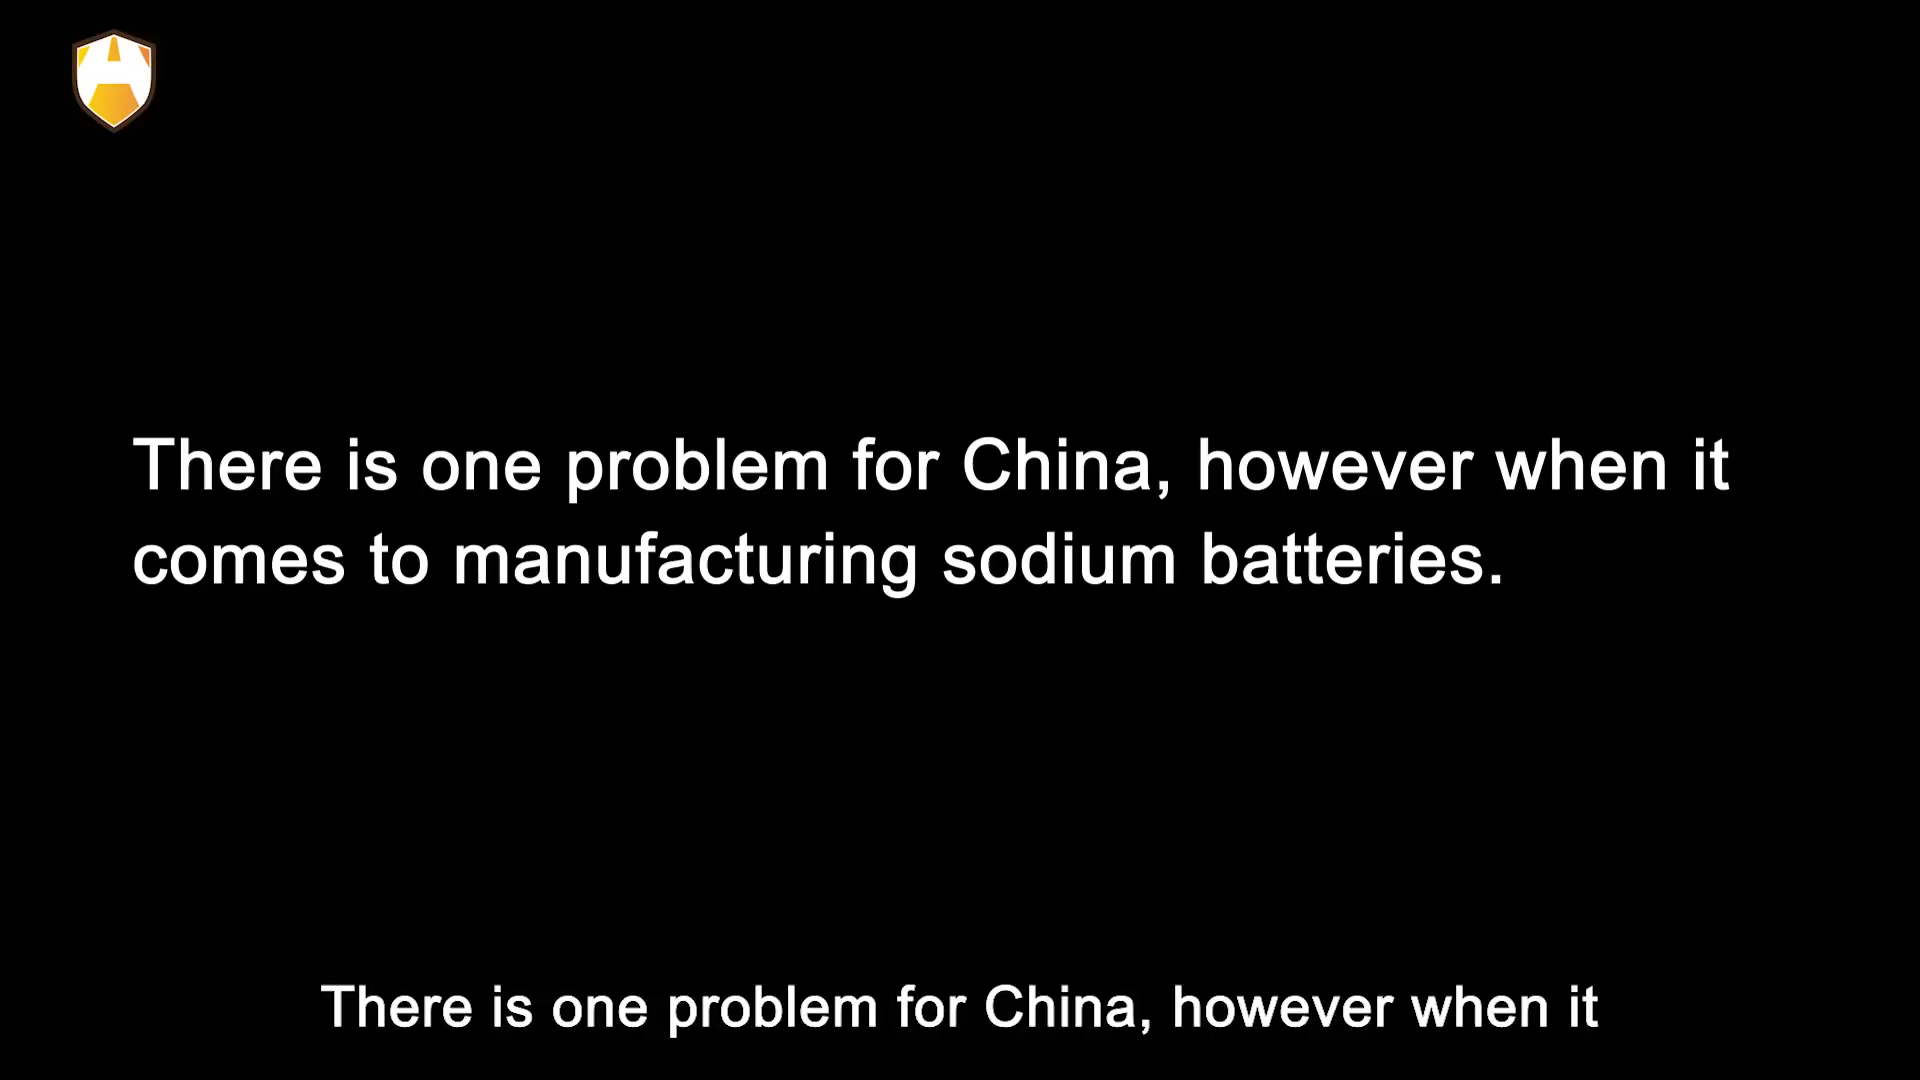 There is one problem for China, however when it
comes to manufacturing sodium batteries.
There is one problem for China, however when it